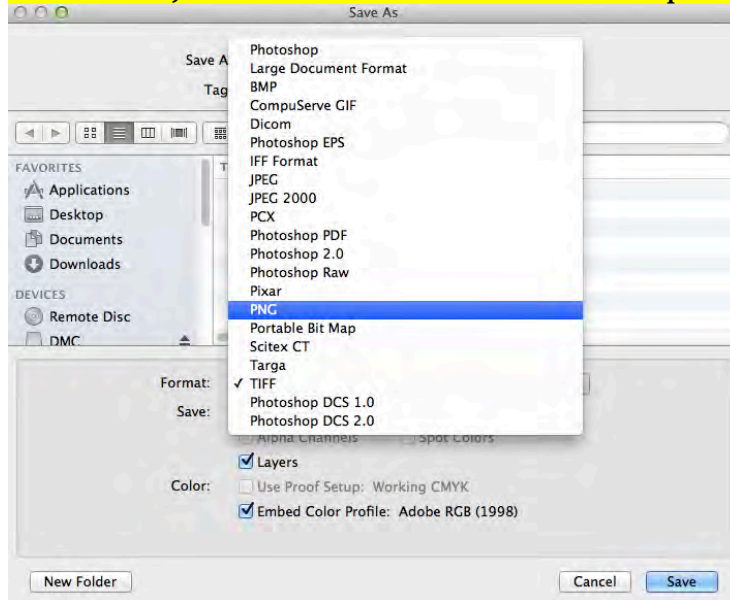 Save As
Save A
Tag
FAVORITES
T
Applications
Desktop
Documents
Downloads
DEVICES
Remote Disc
DMC
Photoshop
Large Document Format
BMP
CompuServe GIF
Dicom
Photoshop EPS
IFF Format
JPEG
JPEG 2000
PCX
Photoshop PDF
Photoshop 2.0
Photoshop Raw
Pixar
PNG
Portable Bit Map
Scitex CT
Targa
Format: ✓ TIFF
Photoshop DCS 1.0
Photoshop DCS 2.0
Save:
Alpha Channels Spot Colors
Layers
Color: Use Proof Setup: Working CMYK
Embed Color Profile: Adobe RGB (1998)
New Folder Cancel Save